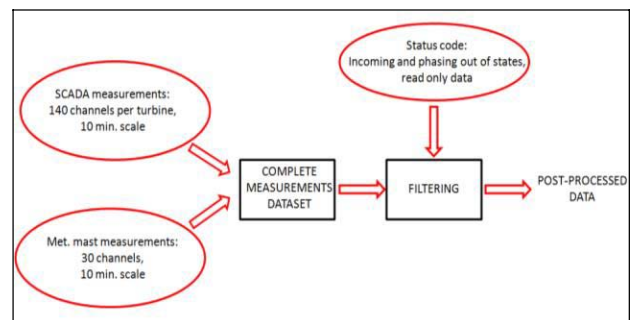 Status code:
Incoming and phasing out of states,
read only data
SCADA measurements:
140 channels per turbine,
10 min. scale
COMPLETE
MEASUREMENTS
DATASET
FILTERING
POST-PROCESSED
DATA
Met. mast measurements:
30 channels,
10 min. scale